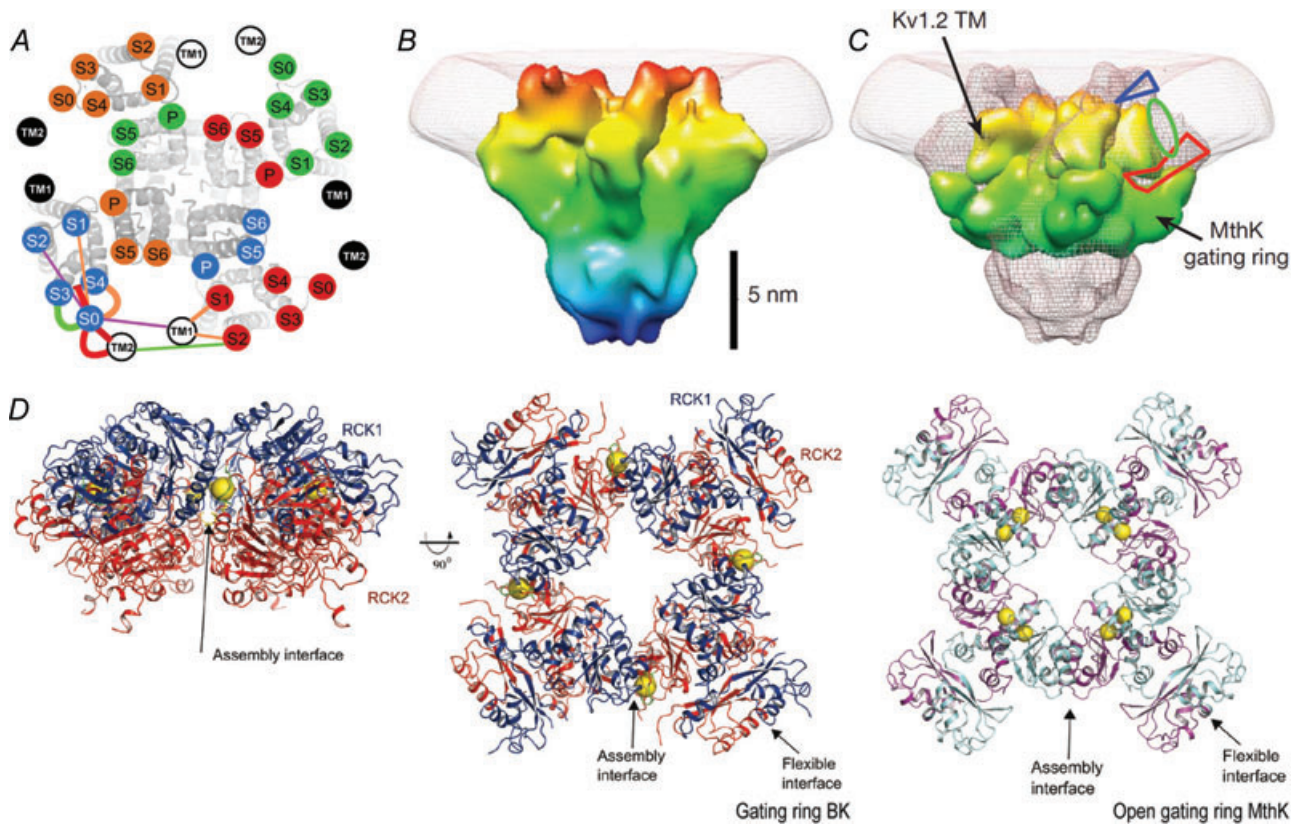 A
S2
TM1
TM2
S3
S0
S0
S4
S1
S4
S3
TM2
P
S5
S6
S5
S2
S6
S1
P
TM1
TM1
P
S1
S6
S2
S5
S5
S6
TM2
S4
P
S4
S3
S1
S0
S0
S3
TM1
TM2
S2
B
5 nm
C
Kv1.2 TM
MthK
gating ring
D
RCK1
RCK2
Assembly interface
90°
RCK1
RCK2
Assembly
interface
Flexible
interface
Gating ring BK
Assembly
interface
Flexible
interface
Open gating ring MthK